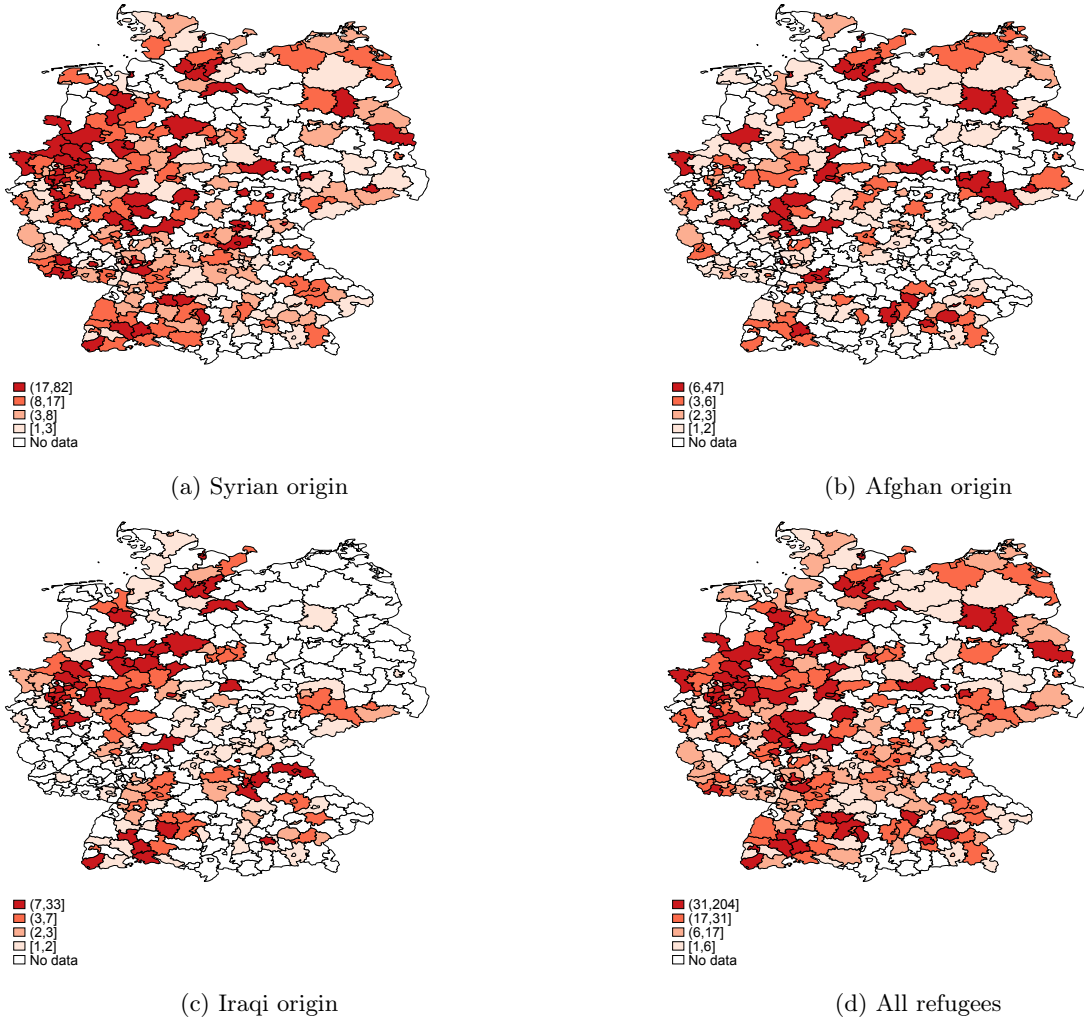 (17,82]
(8,17]
(3,8]
[1,3]
No data
(a) Syrian origin
(6,47]
(3,6]
(2,3]
[1,2]
No data
(b) Afghan origin
(7,33]
(3,7]
(2,3]
[1,2]
No data
(c) Iraqi origin
(31,204]
(17,31]
(6,17]
[1,6]
No data
(d) All refugees